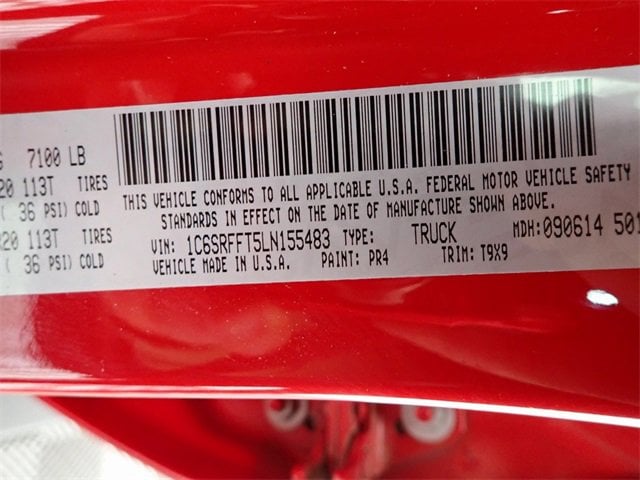 7100 LB
20 113T TIRES
( 36 PSI) COLD
R20 113T TIRES
( 36 PSI) COLD
THIS VEHICLE CONFORMS TO ALL APPLICABLE U.S.A. FEDERAL MOTOR VEHICLE SAFETY
STANDARDS IN EFFECT ON THE DATE OF MANUFACTURE SHOWN ABOVE.
VIN: 1C6SRFFT5LN155483 TYPE: TRUCK MDH: 090614 501
VEHICLE MADE IN U.S.A. PAINT: PR4 TRIM: T9X9